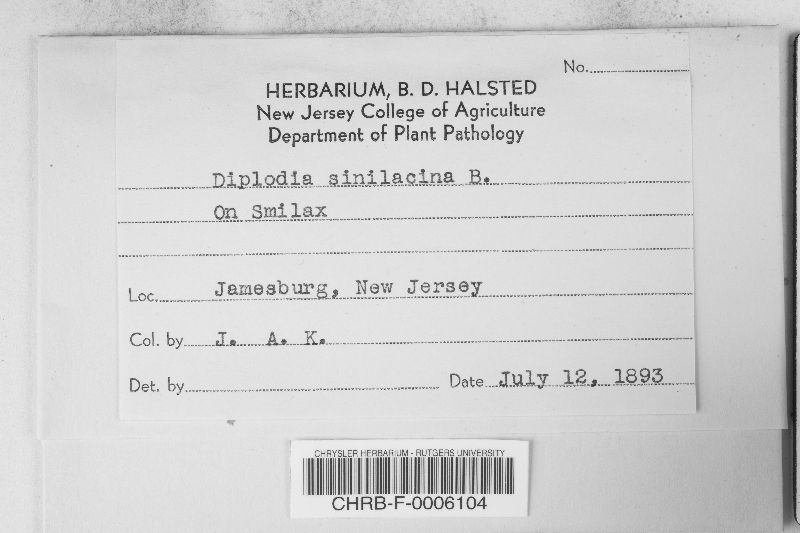 No.
HERBARIUM, B. D. HALSTED
New Jersey College of Agriculture
Department of Plant Pathology
Diplodia sinilacina B.
On Smilax
Loc. Jamesburg, New Jersey
Col. by J. A. K.
Det. by Date July 12, 1893
CHRYSLER HERBARIUM - RUTGERS UNIVERSITY
CHRB-F-0006104